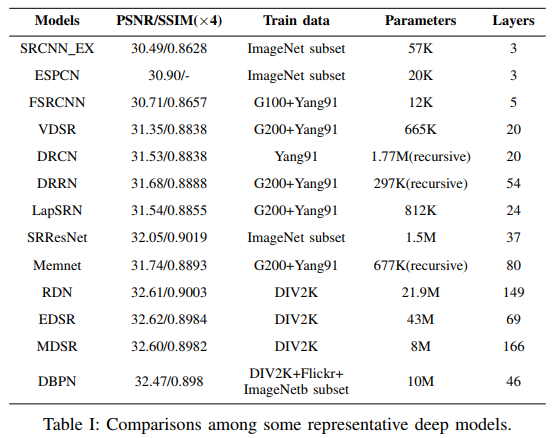 Models PSNR/SSIM(×4) Train data Parameters Layers
SRCNN_EX 30.49/0.8628 ImageNet subset 57K 3
ESPCN 30.90/- ImageNet subset 20K 3
FSRCNN 30.71/0.8657 G100+Yang91 12K 5
VDSR 31.35/0.8838 G200+Yang91 665K 20
DRCN 31.53/0.8838 Yang91 1.77M(recursive) 20
DRRN 31.68/0.8888 G200+Yang91 297K(recursive) 54
LapSRN 31.54/0.8855 G200+Yang91 812K 24
SRResNet 32.05/0.9019 ImageNet subset 1.5M 37
Memnet 31.74/0.8893 G200+Yang91 677K(recursive) 80
RDN 32.61/0.9003 DIV2K 21.9M 149
EDSR 32.62/0.8984 DIV2K 43M 69
MDSR 32.60/0.8982 DIV2K 8M 166
DBPN 32.47/0.898 DIV2K+Flickr+ 10M 46
ImageNetb subset
Table I: Comparisons among some representative deep models.